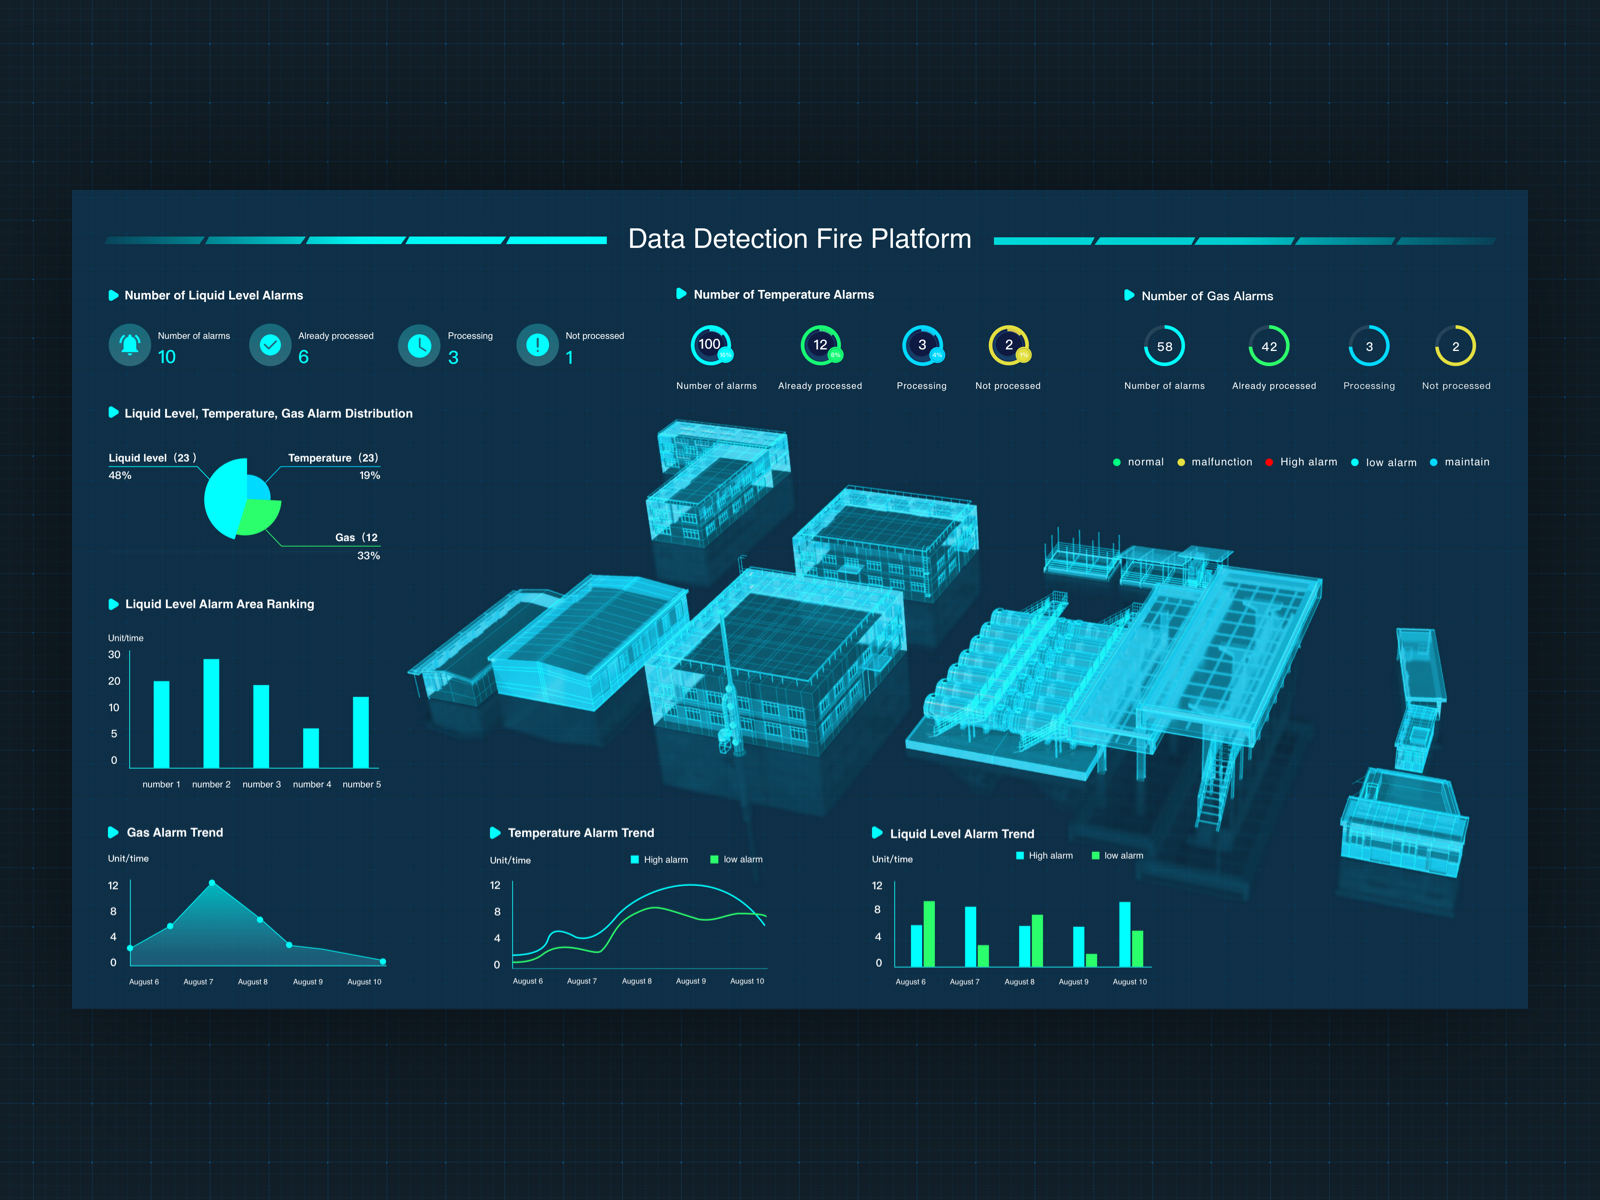 Data Detection Fire Platform
Number of Liquid Level Alarms
Number of alarms
10
Already processed
6
Processing
3
Not processed
1
Number of Temperature Alarms
100
12
3
2
Number of alarms
Already processed
Processing
Not processed
Number of Gas Alarms
58
42
3
2
Number of alarms
Already processed
Processing
Not processed
Liquid Level, Temperature, Gas Alarm Distribution
Liquid level（23 ）
48%
Temperature（23）
19%
Gas（12
33%
normal
malfunction
High alarm
low alarm
maintain
Liquid Level Alarm Area Ranking
Unit/time
30
20
10
5
0
number 1
number 2
number 3
number 4
number 5
Gas Alarm Trend
Unit/time
12
8
4
0
August 6
August 7
August 8
August 9
August 10
Temperature Alarm Trend
Unit/time
High alarm
low alarm
12
8
4
0
August 6
August 7
August 8
August 9
August 10
Liquid Level Alarm Trend
Unit/time
High alarm
low alarm
12
8
4
0
August 6
August 7
August 8
August 9
August 10